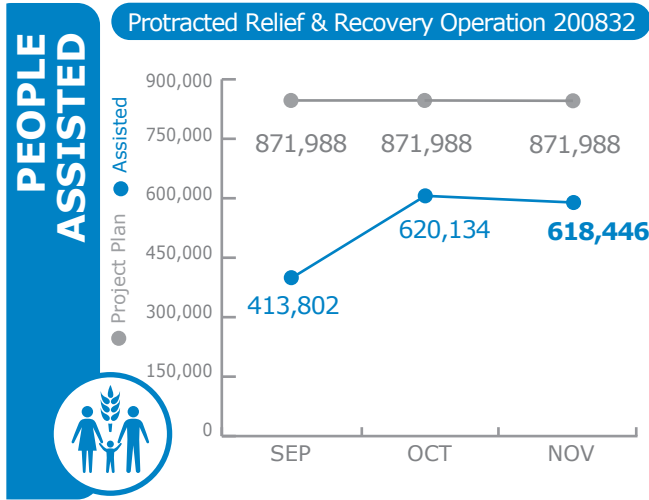 Protracted Relief & Recovery Operation 200832
PEOPLE
ASSISTED
Project Plan
Assisted
900,000
750,000
600,000
450,000
300,000
150,000
0
871,988
871,988
871,988
413,802
620,134
618,446
SEP
OCT
NOV